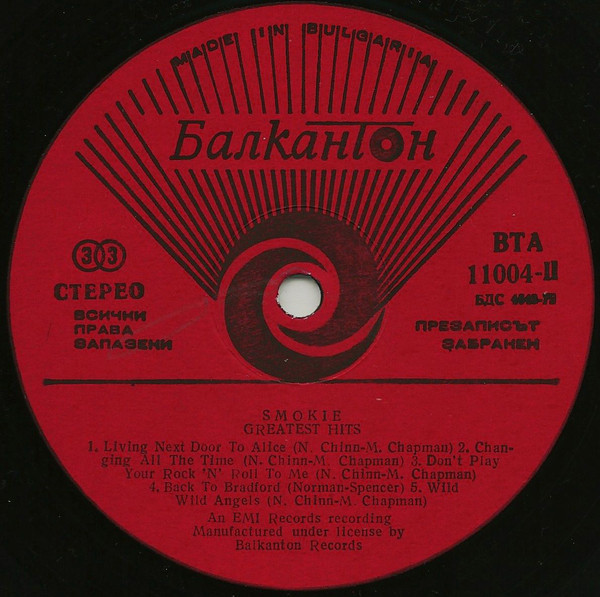 MADE IN BULGARIA
Балкантон
33
СТЕРЕО
ВСИЧКИ
ПРАВА
ЗАПАЗЕНИ
ВТА
11004-II
БДС
ПРЕЗАПИСЪТ
ЗАБРАНЕН
SMOKIE
GREATEST HITS
1. Living Next Door To Alice (N. Chinn-M. Chapman) 2. Chan-
ging All The Time (N. Chinn-M. Chapman) 3. Don't Play
Your Rock 'N' Roll To Me (N. Chinn-M. Chapman)
4. Back To Bradford (Norman-Spencer) 5. Wild
Wild Angels (N. Chinn-M. Chapman)
An EMI Records recording
Manufactured under license by
Balkanton Records